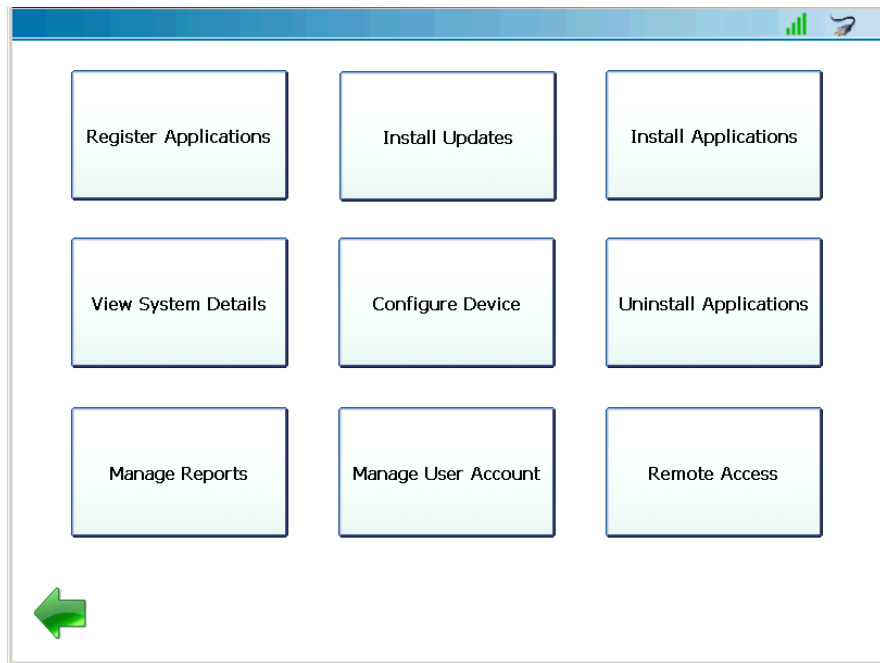 Register Applications
Install Updates
Install Applications
View System Details
Configure Device
Uninstall Applications
Manage Reports
Manage User Account
Remote Access